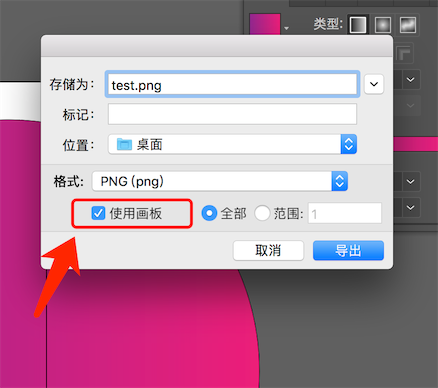 类型:
存储为: test.png
标记:
位置: 桌面
格式: PNG (png)
使用画板 全部 范围: 1
取消 导出